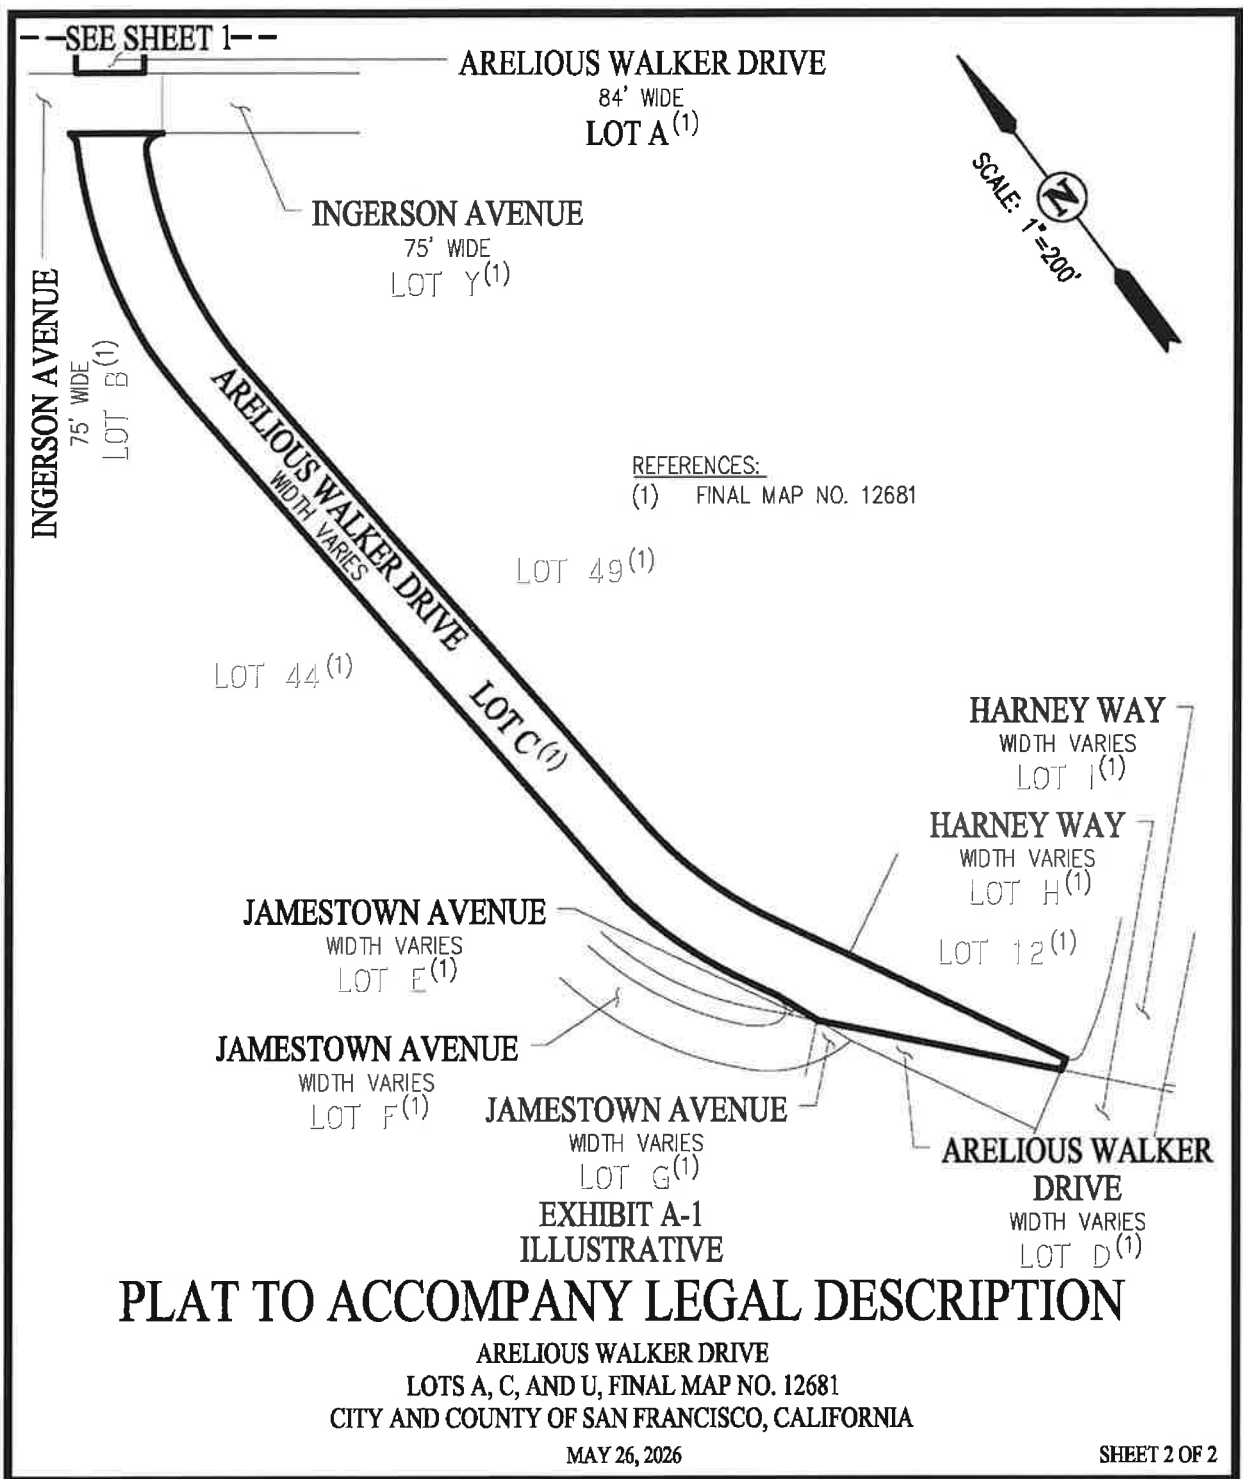 --SEE SHEET 1--
ARELIOUS WALKER DRIVE
84' WIDE
LOT A(1)
N
SCALE: 1"=200'
INGERSON AVENUE
75' WIDE
LOT Y(1)
INGERSON AVENUE
75' WIDE
LOT B(1)
ARELIOUS WALKER DRIVE
WIDTH VARIES
LOT C(1)
REFERENCES:
(1) FINAL MAP NO. 12681
LOT 49(1)
LOT 44(1)
HARNEY WAY
WIDTH VARIES
LOT I(1)
HARNEY WAY
WIDTH VARIES
LOT H(1)
LOT 12(1)
JAMESTOWN AVENUE
WIDTH VARIES
LOT E(1)
JAMESTOWN AVENUE
WIDTH VARIES
LOT F(1)
JAMESTOWN AVENUE
WIDTH VARIES
LOT G(1)
ARELIOUS WALKER
DRIVE
WIDTH VARIES
LOT D(1)
EXHIBIT A-1
ILLUSTRATIVE
PLAT TO ACCOMPANY LEGAL DESCRIPTION
ARELIOUS WALKER DRIVE
LOTS A, C, AND U, FINAL MAP NO. 12681
CITY AND COUNTY OF SAN FRANCISCO, CALIFORNIA
MAY 26, 2026
SHEET 2 OF 2